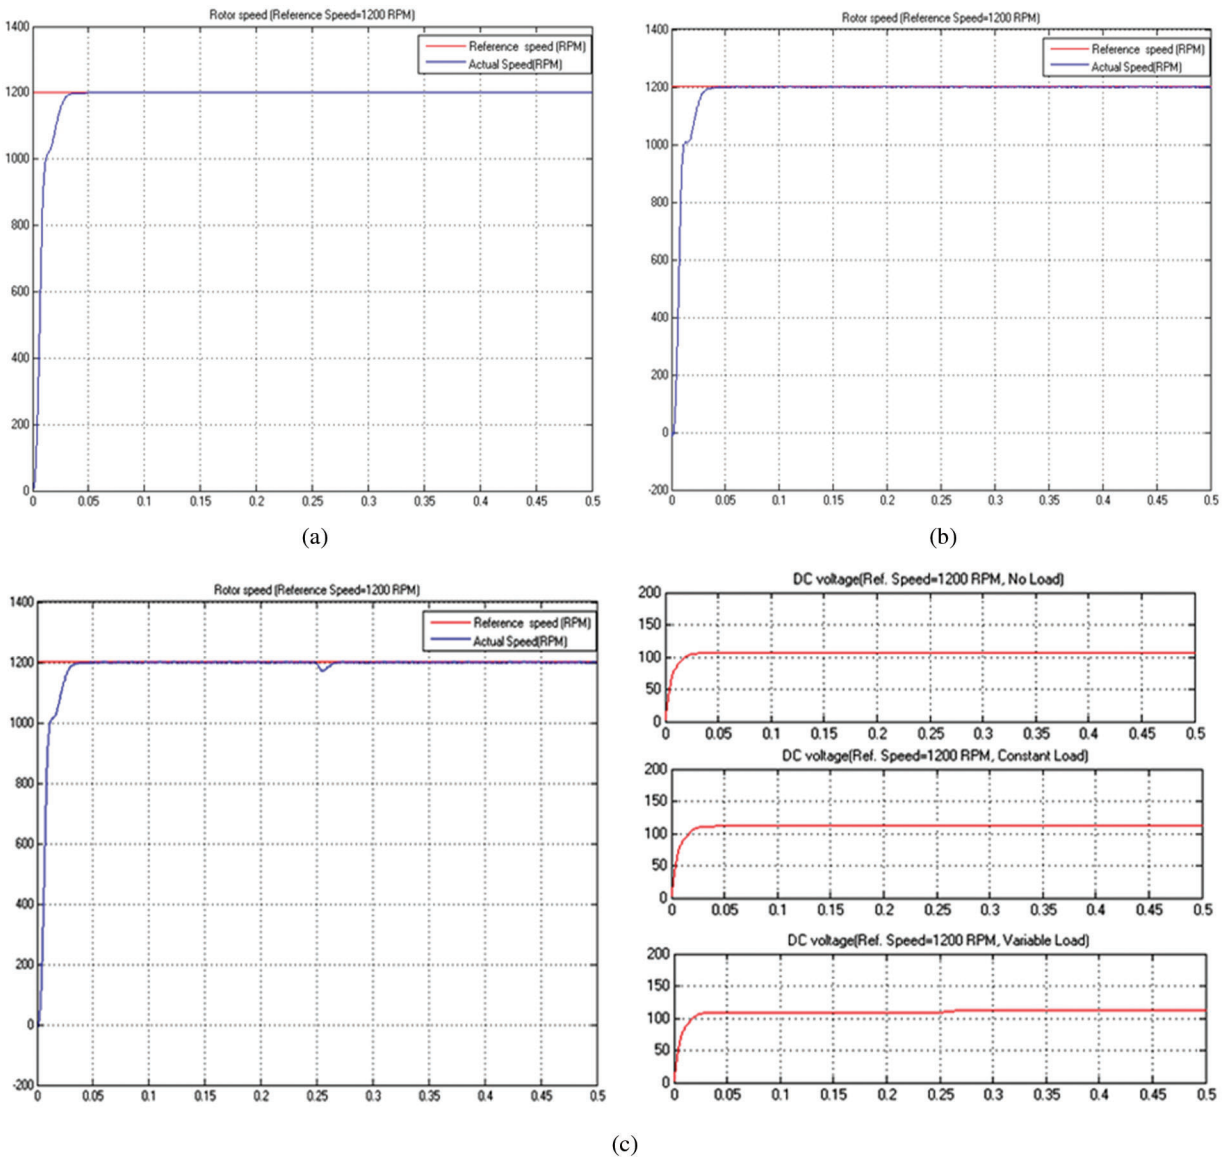 Rotor speed (Reference Speed=1200 RPM)
1400
1200
1000
800
600
400
200
0
Reference speed (RPM)
Actual Speed(RPM)
0 0.05 0.1 0.15 0.2 0.25 0.3 0.35 0.4 0.45 0.5
(a)
Rotor speed (Reference Speed=1200 RPM)
1400
1200
1000
800
600
400
200
0
-200
Reference speed (RPM)
Actual Speed(RPM)
0 0.05 0.1 0.15 0.2 0.25 0.3 0.35 0.4 0.45 0.5
(b)
Rotor speed (Reference Speed=1200 RPM)
1400
1200
1000
800
600
400
200
0
-200
Reference speed (RPM)
Actual Speed(RPM)
0 0.05 0.1 0.15 0.2 0.25 0.3 0.35 0.4 0.45 0.5
DC voltage(Ref. Speed=1200 RPM, No Load)
200
150
100
50
0
0 0.05 0.1 0.15 0.2 0.25 0.3 0.35 0.4 0.45 0.5
DC voltage(Ref. Speed=1200 RPM, Constant Load)
200
150
100
50
0
0 0.05 0.1 0.15 0.2 0.25 0.3 0.35 0.4 0.45 0.5
DC voltage(Ref. Speed=1200 RPM, Variable Load)
200
150
100
50
0
0 0.05 0.1 0.15 0.2 0.25 0.3 0.35 0.4 0.45 0.5
(c)